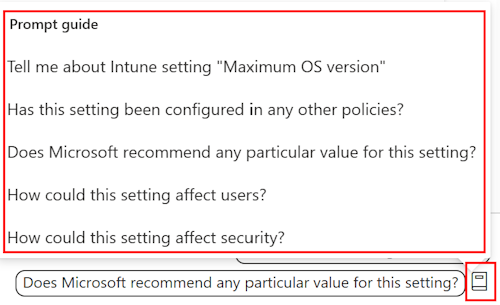 Prompt guide
Tell me about Intune setting "Maximum OS version"
Has this setting been configured in any other policies?
Does Microsoft recommend any particular value for this setting?
How could this setting affect users?
How could this setting affect security?
Does Microsoft recommend any particular value for this setting?